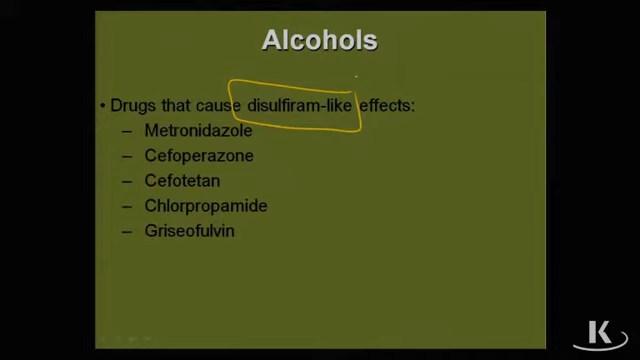 Alcohols
• Drugs that cause disulfiram-like effects:
– Metronidazole
– Cefoperazone
– Cefotetan
– Chlorpropamide
– Griseofulvin
K